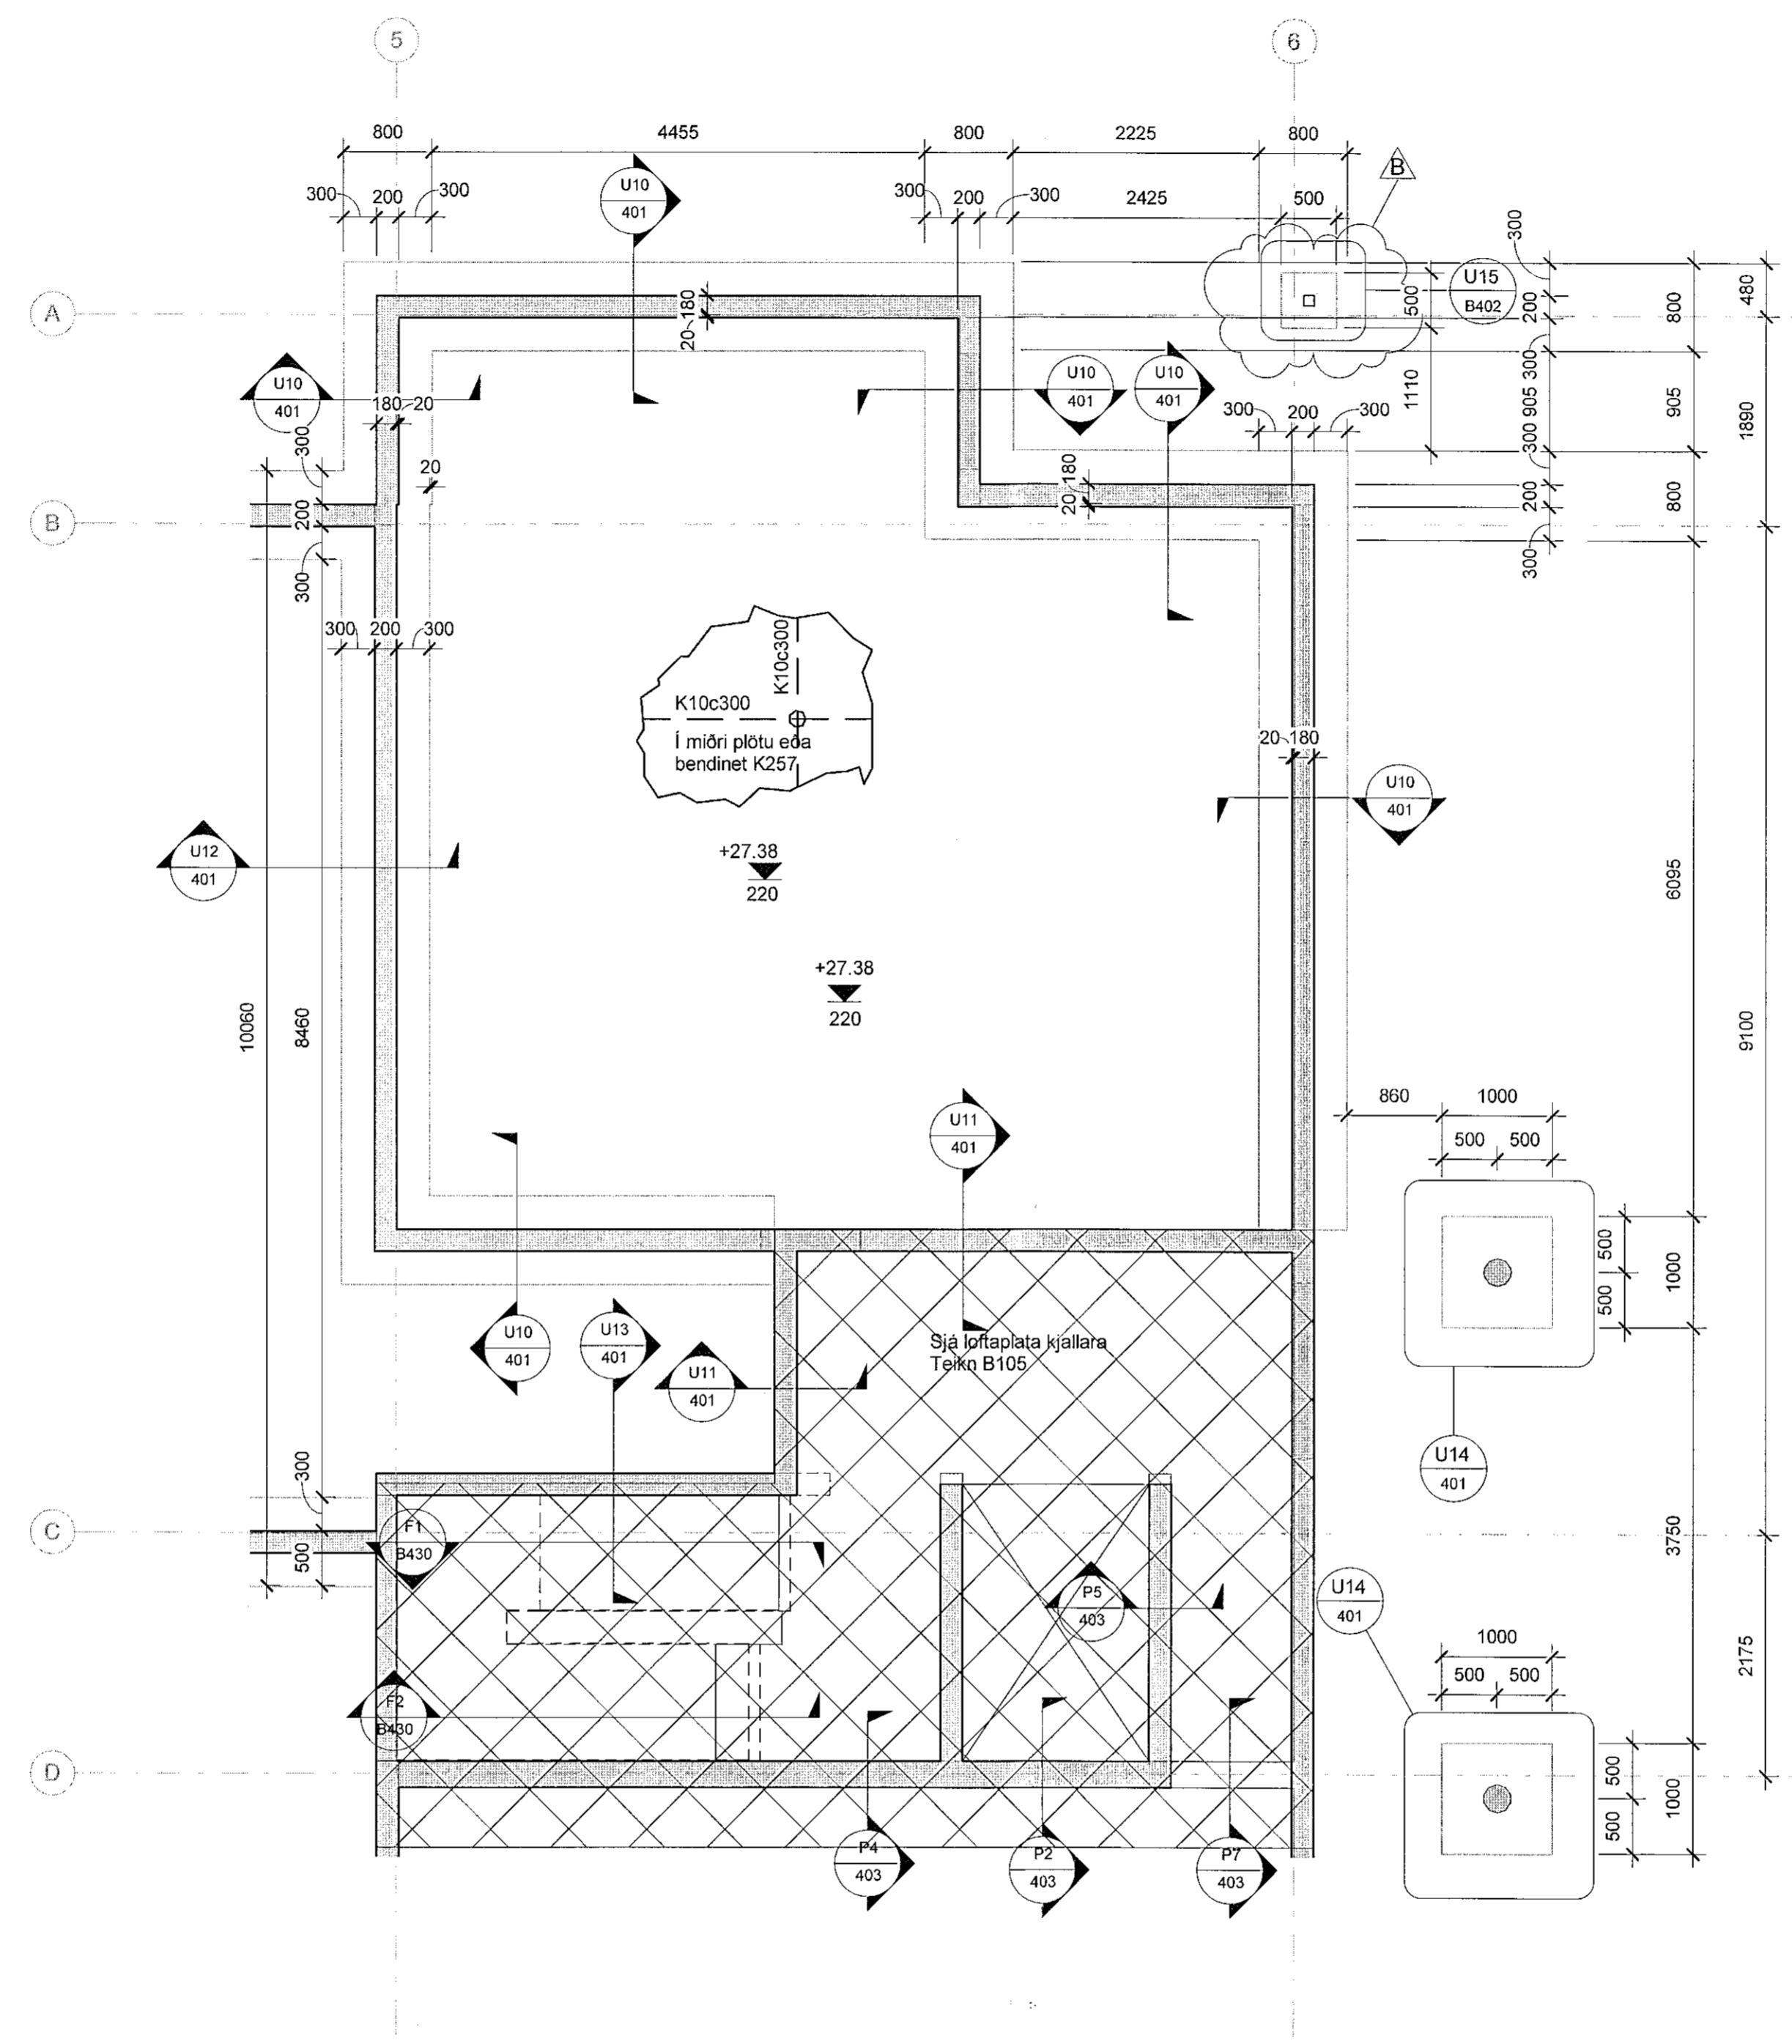 5
6
800
4455
800
2225
800
B
300
200
300
U10
401
300
200
300
2425
500
300
U15
B402
500
200
800
480
A
20
180
U10
401
180
20
U10
401
U10
401
1110
300
905
905
1890
300
200
300
300
300
20
180
20
200
800
B
200
300
300
300
200
300
K10c300
K10c300
Í miðri plötu eða
bendinet K257
20
180
U10
401
U12
401
+27.38
220
+27.38
220
6095
10060
8460
9100
U11
401
860
1000
500
500
500
500
1000
U10
401
U13
401
U11
401
Sjá loftaplata kjallara
Teikn B105
U14
401
300
C
500
F1
B430
3750
P5
403
U14
401
1000
500
500
2175
F2
B430
D
500
500
1000
P4
403
P2
403
P7
403